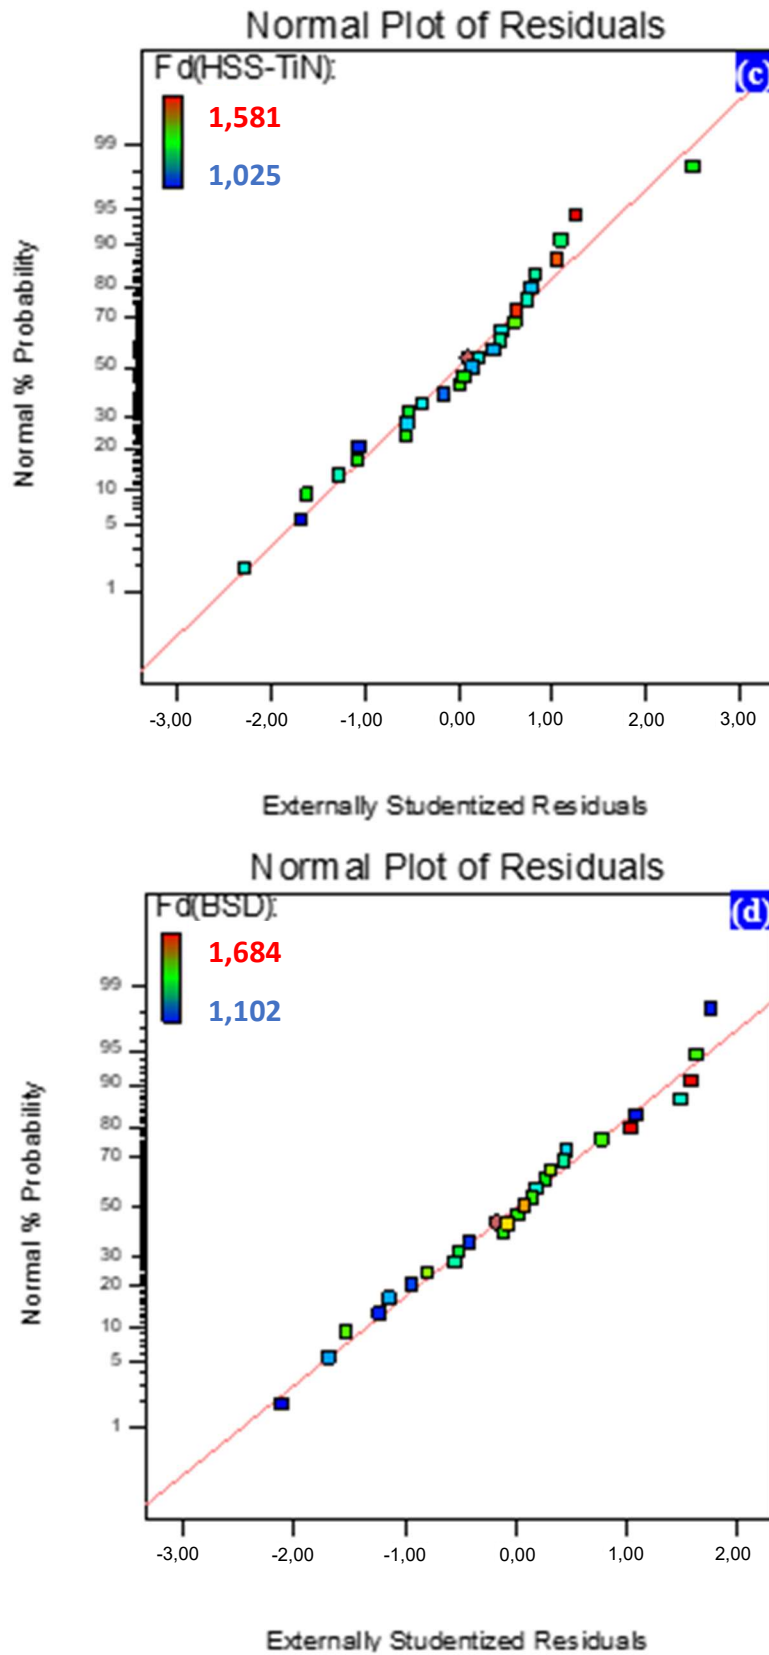 Normal Plot of Residuals
Fd(HSS-TiN):
(c)
1,581
1,025
Normal % Probability
99
95
90
80
70
50
30
20
10
5
1
-3,00 -2,00 -1,00 0,00 1,00 2,00 3,00
Externally Studentized Residuals
Normal Plot of Residuals
Fd(BSD):
(d)
1,684
1,102
Normal % Probability
99
95
90
80
70
50
30
20
10
5
1
-3,00 -2,00 -1,00 0,00 1,00 2,00
Externally Studentized Residuals